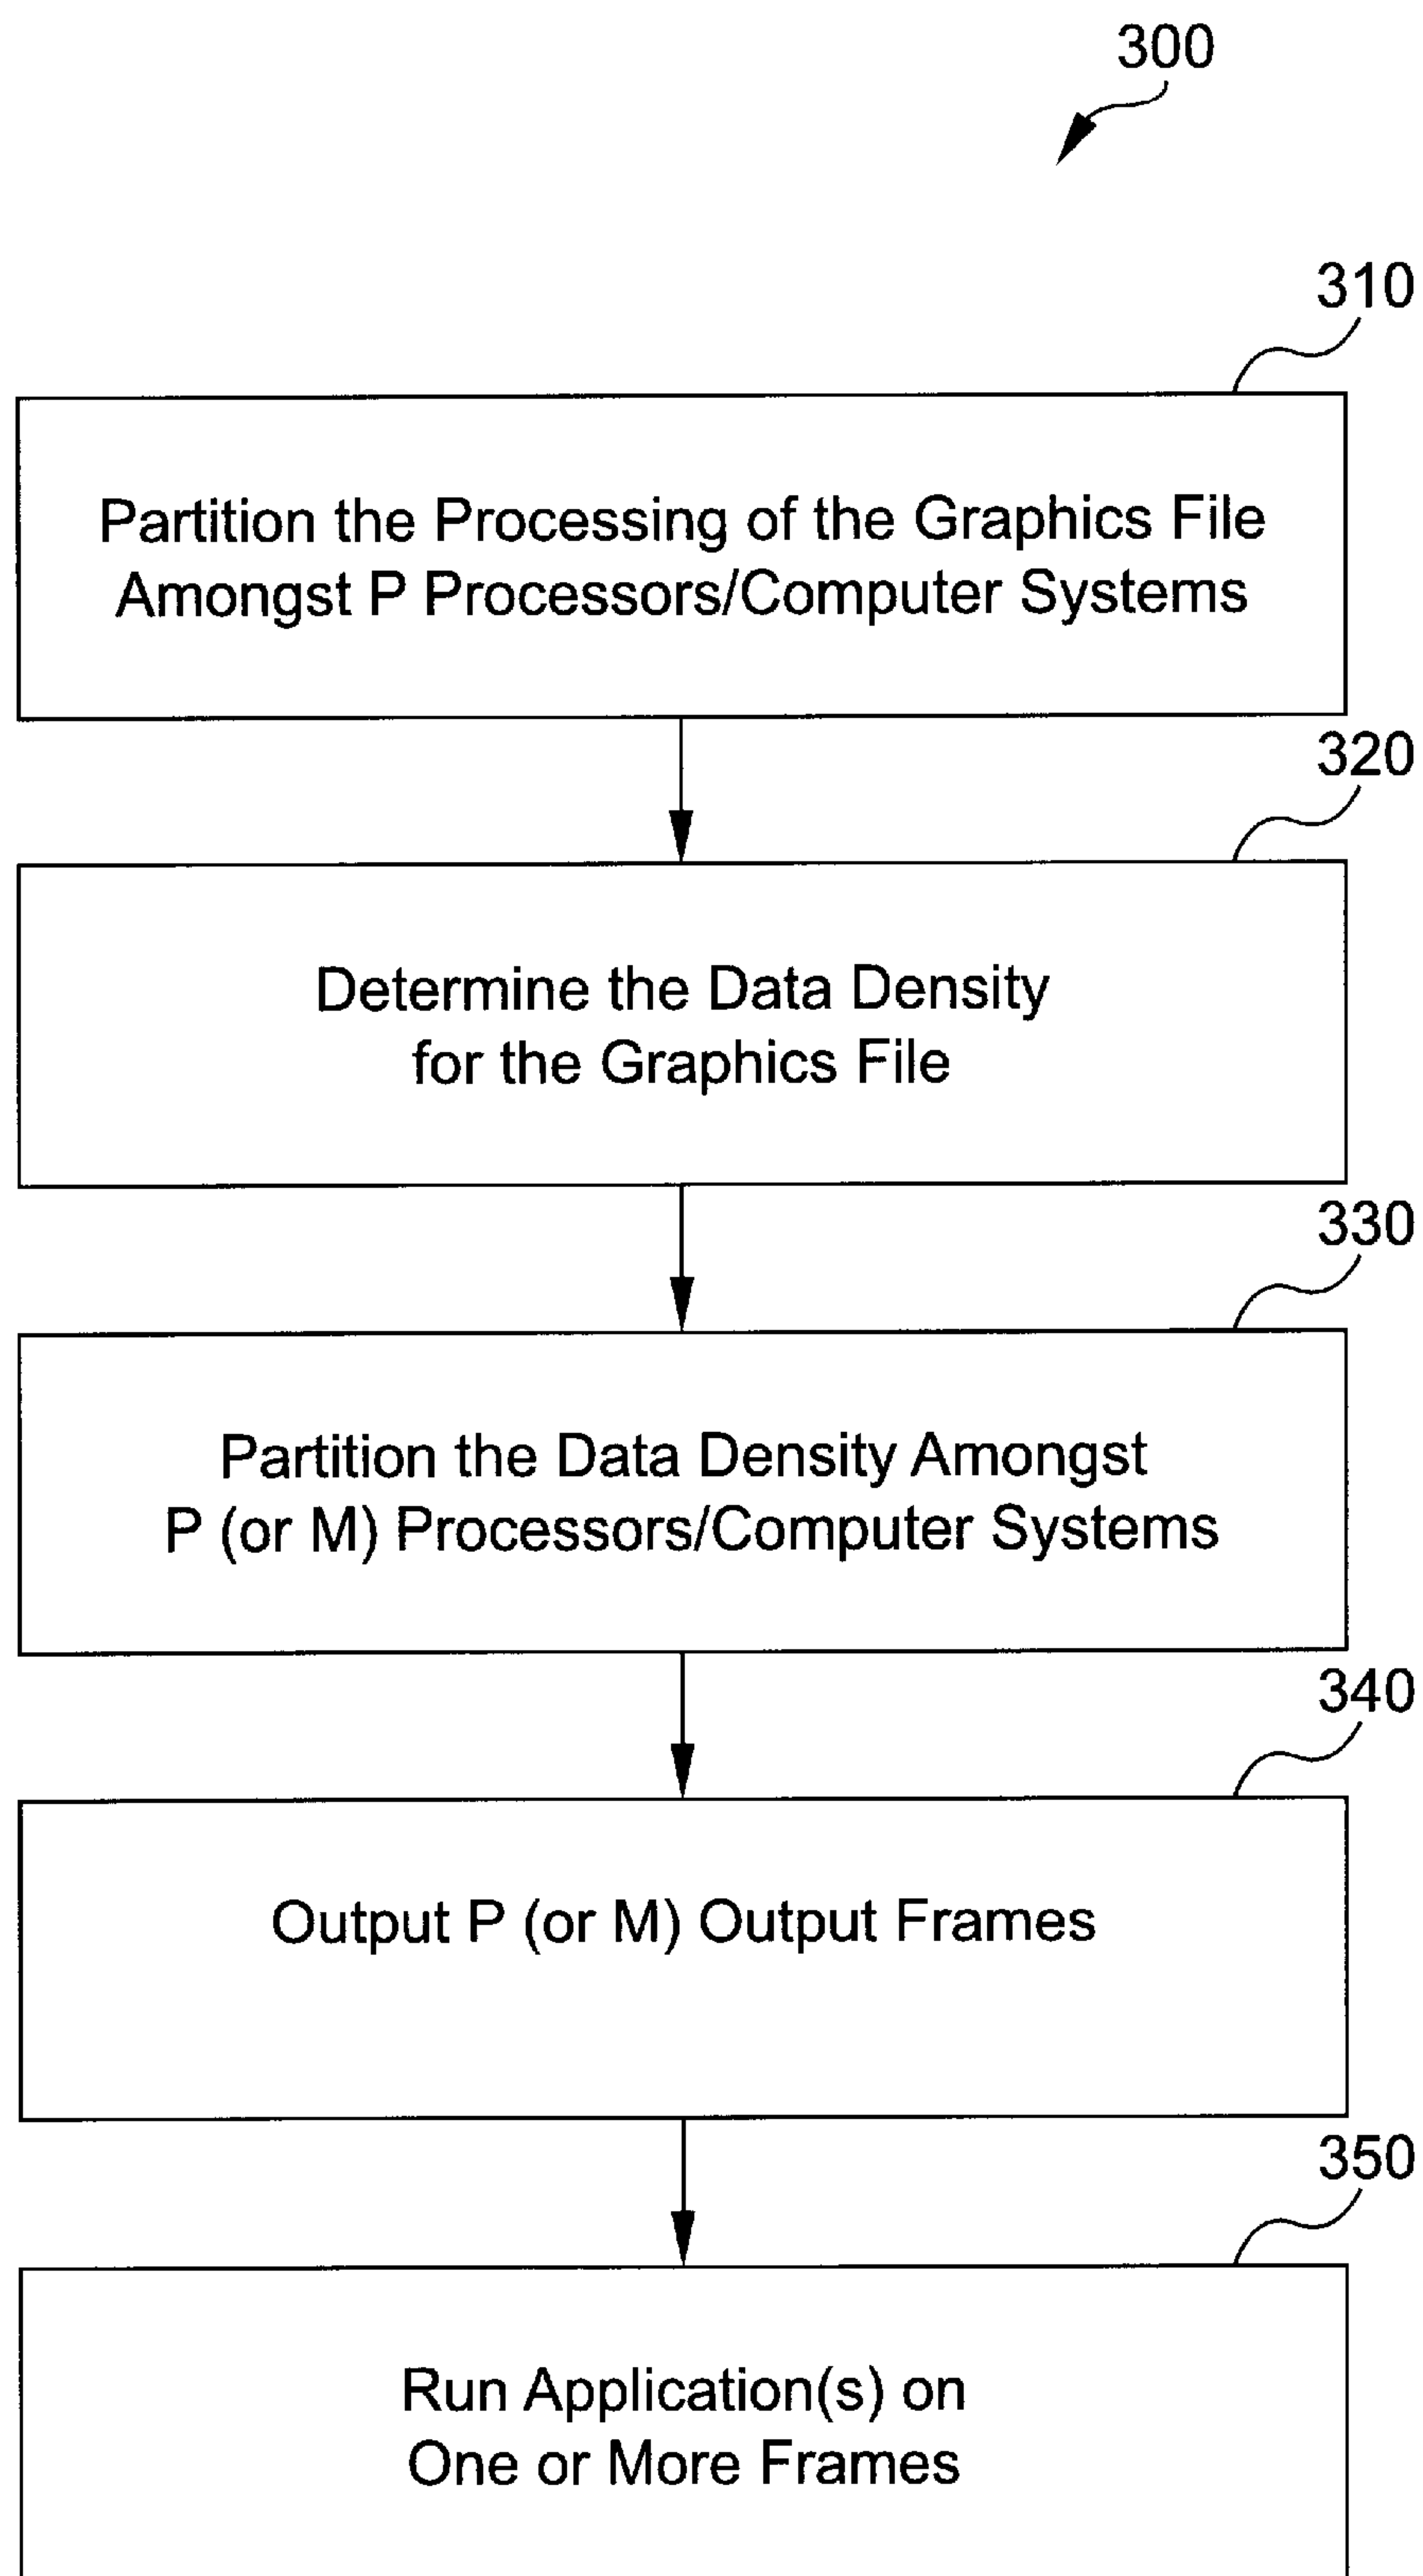 300
310
Partition the Processing of the Graphics File
Amongst P Processors/Computer Systems
320
Determine the Data Density
for the Graphics File
330
Partition the Data Density Amongst
P (or M) Processors/Computer Systems
340
Output P (or M) Output Frames
350
Run Application(s) on
One or More Frames